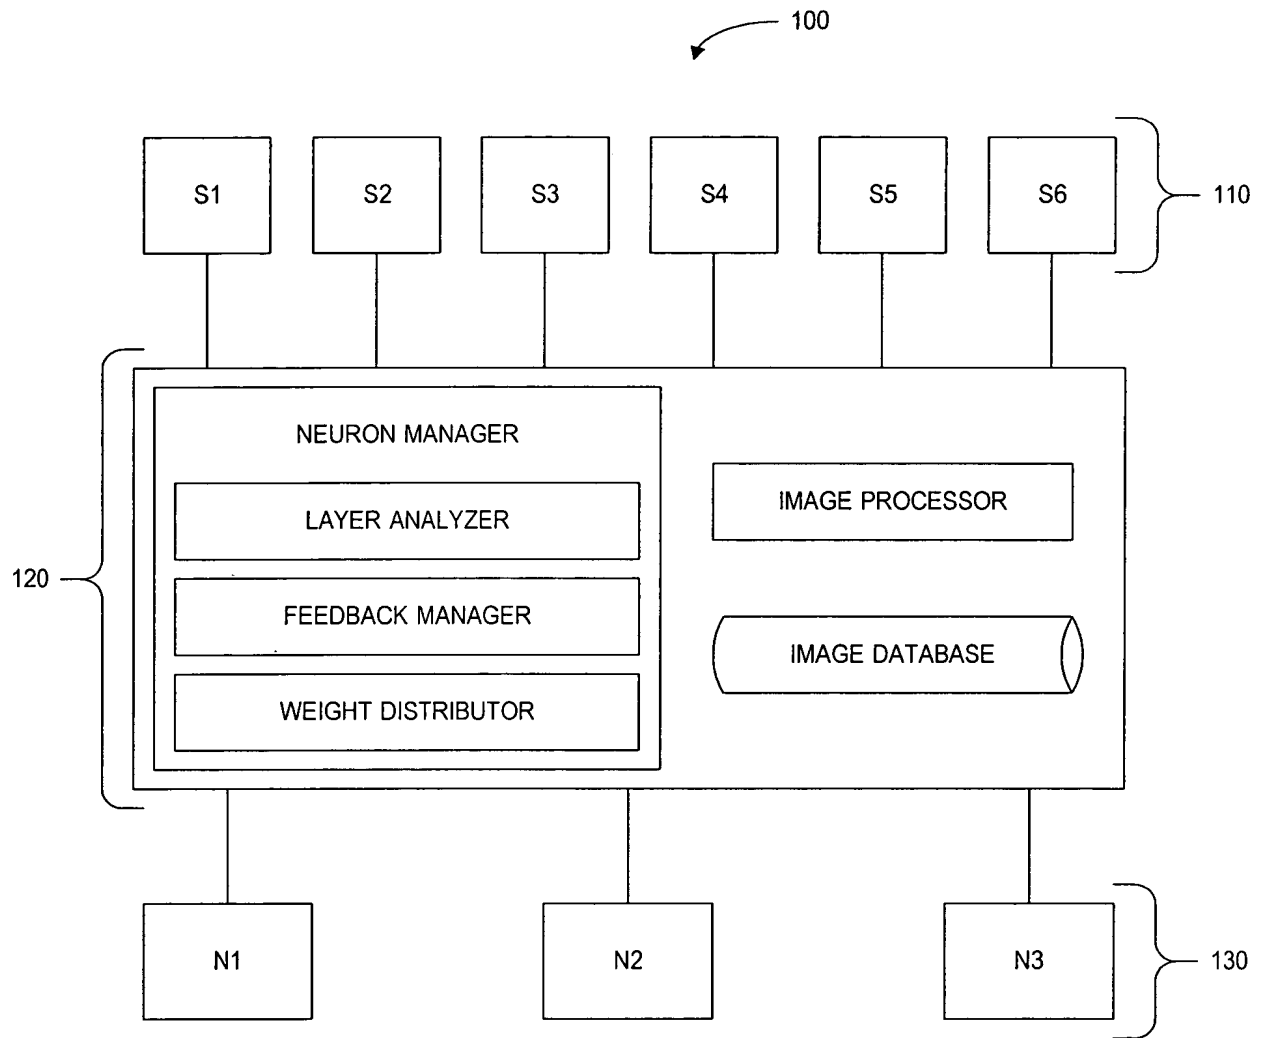 100
S1 S2 S3 S4 S5 S6
110
NEURON MANAGER
LAYER ANALYZER
FEEDBACK MANAGER
WEIGHT DISTRIBUTOR
IMAGE PROCESSOR
IMAGE DATABASE
120
N1 N2 N3
130